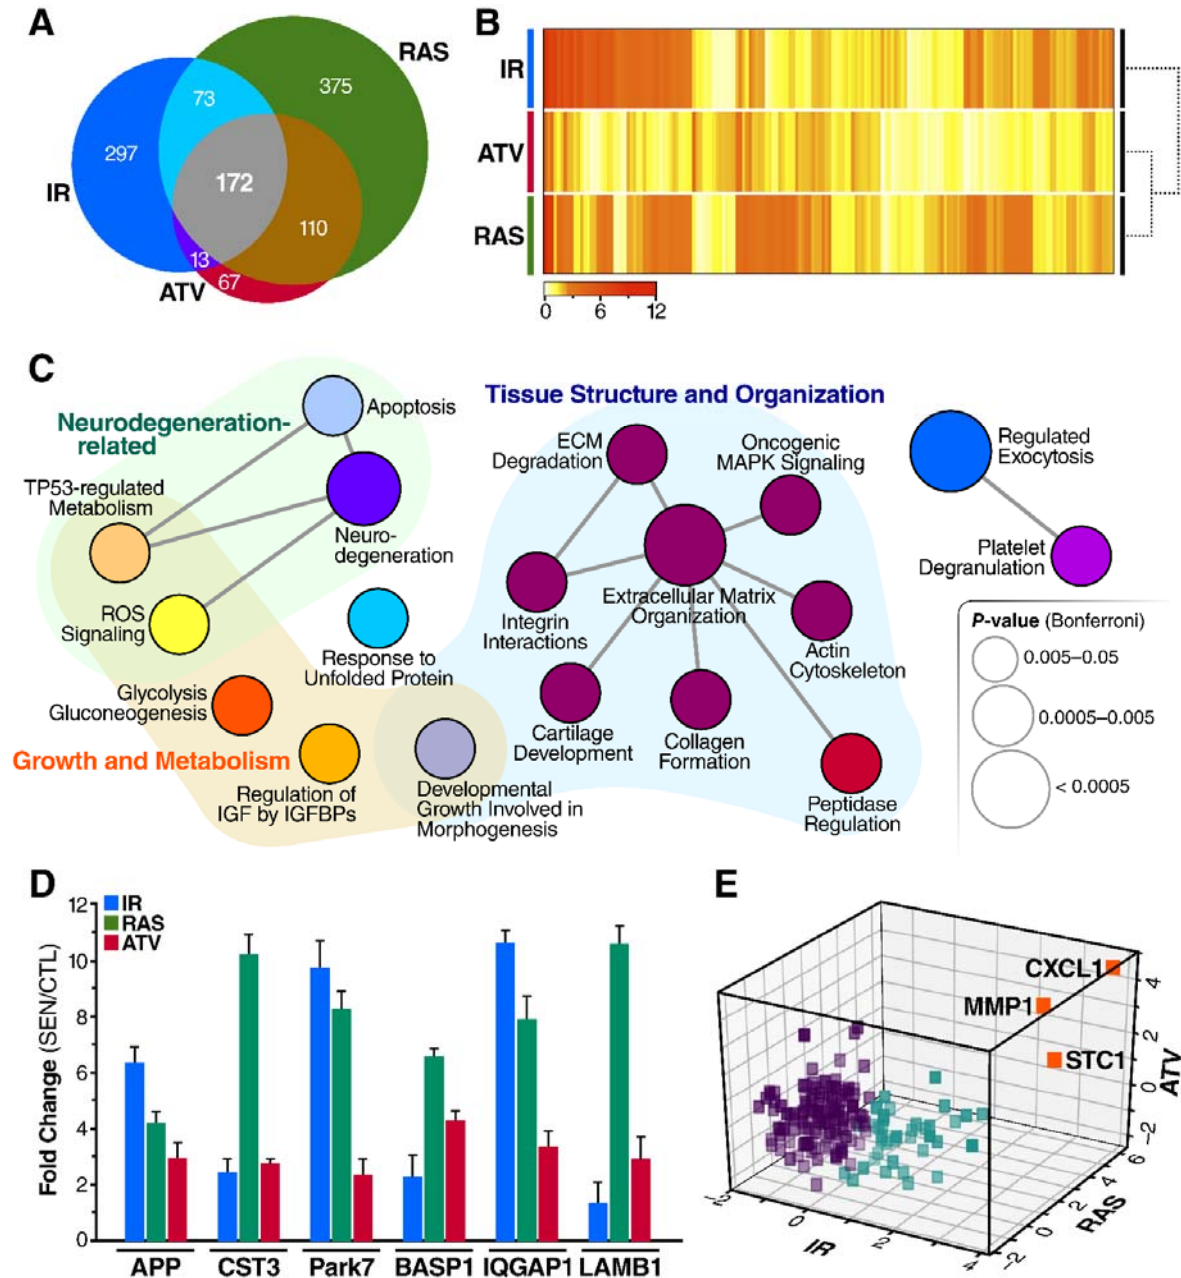 A
RAS
375
73
297
172
IR
110
13
67
ATV
B
IR
ATV
RAS
0 6 12
C
Neurodegeneration-
related
Apoptosis
TP53-regulated
Metabolism
Neuro-
degeneration
ROS
Signaling
Response to
Unfolded Protein
Glycolysis
Gluconeogenesis
Growth and Metabolism
Regulation of
IGF by IGFBPs
Developmental
Growth Involved in
Morphogenesis
Tissue Structure and Organization
ECM
Degradation
Oncogenic
MAPK Signaling
Integrin
Interactions
Extracellular Matrix
Organization
Actin
Cytoskeleton
Cartilage
Development
Collagen
Formation
Peptidase
Regulation
Regulated
Exocytosis
Platelet
Degranulation
P-value (Bonferroni)
0.005–0.05
0.0005–0.005
< 0.0005
D
IR
RAS
ATV
Fold Change (SEN/CTL)
12
10
8
6
4
2
0
APP CST3 Park7 BASP1 IQGAP1 LAMB1
E
CXCL1
MMP1
STC1
4
2
0
-2
ATV
6
4
2
0
-2
RAS
-2
0
2
4
IR